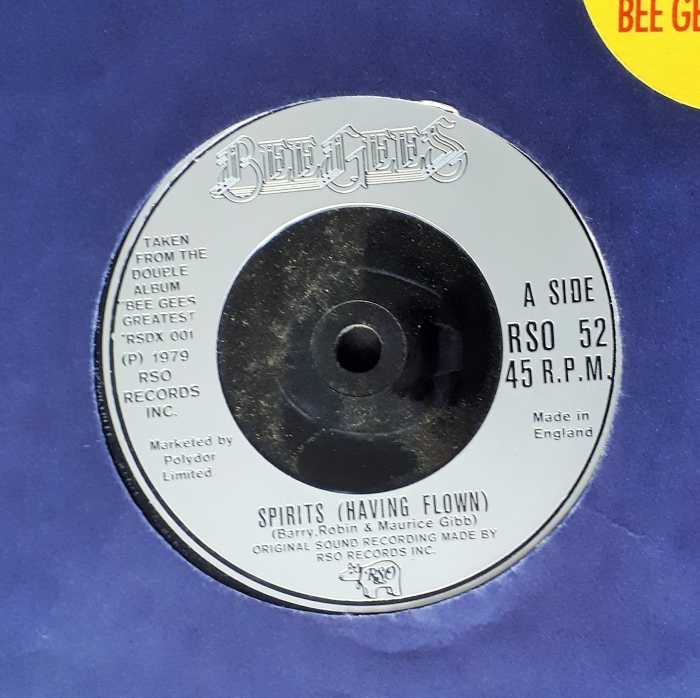 BEE GE
BEE GEES
TAKEN
FROM THE
DOUBLE
ALBUM
"BEE GEES
GREATEST"
RSDX 001
(P) 1979
RSO
RECORDS
INC.
Marketed by
Polydor
Limited
A SIDE
RSO 52
45 R.P.M.
Made in
England
SPIRITS (HAVING FLOWN)
(Barry, Robin & Maurice Gibb)
ORIGINAL SOUND RECORDING MADE BY
RSO RECORDS INC.
RSO